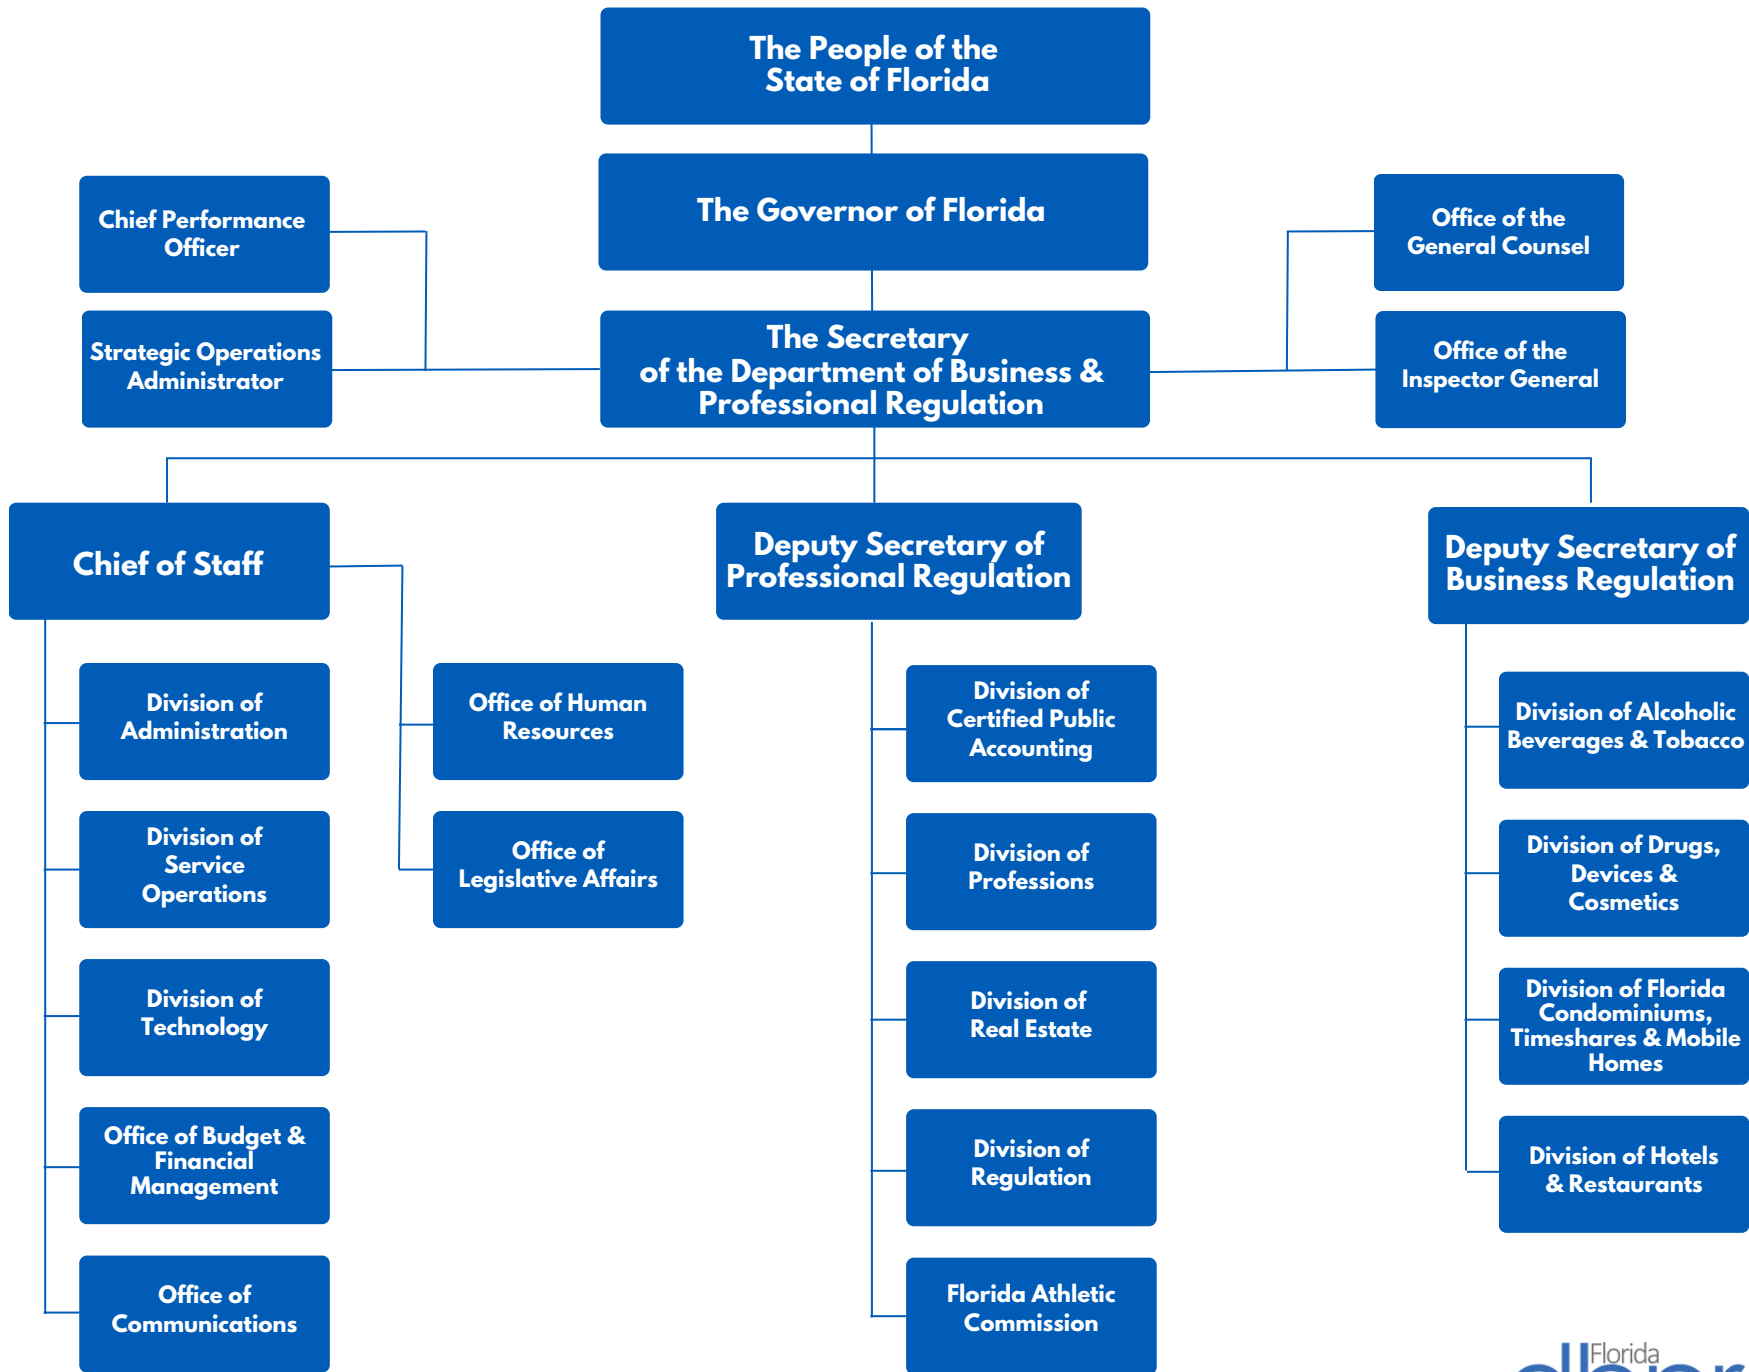 The People of the
State of Florida
The Governor of Florida
Chief Performance
Officer
Office of the
General Counsel
Strategic Operations
Administrator
The Secretary
of the Department of Business &
Professional Regulation
Office of the
Inspector General
Chief of Staff
Deputy Secretary of
Professional Regulation
Deputy Secretary of
Business Regulation
Division of
Administration
Division of
Service
Operations
Division of
Technology
Office of Budget &
Financial
Management
Office of
Communications
Office of Human
Resources
Office of
Legislative Affairs
Division of
Certified Public
Accounting
Division of
Professions
Division of
Real Estate
Division of
Regulation
Florida Athletic
Commission
Division of Alcoholic
Beverages & Tobacco
Division of Drugs,
Devices &
Cosmetics
Division of Florida
Condominiums,
Timeshares & Mobile
Homes
Division of Hotels
& Restaurants
Florida